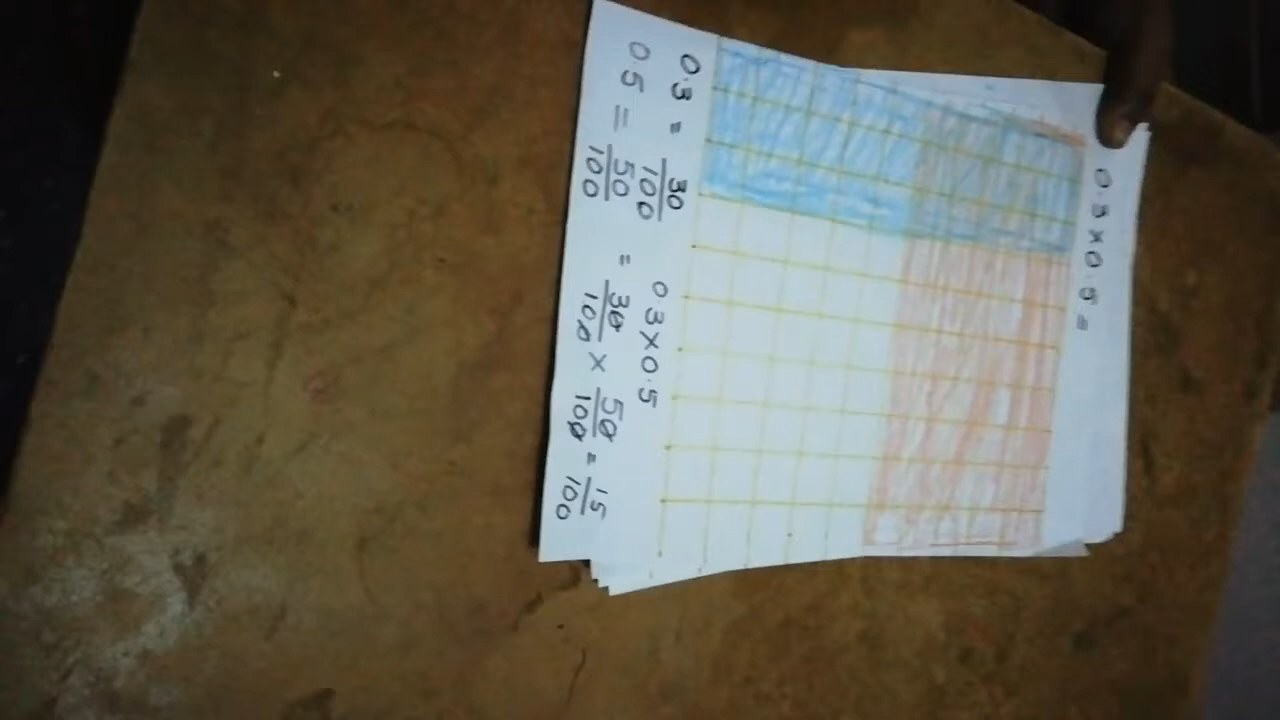 0.3 × 0.5 =
0.3 = 30/100
0.5 = 50/100
0.3 × 0.5
= 30/100 × 50/100 = 15/100